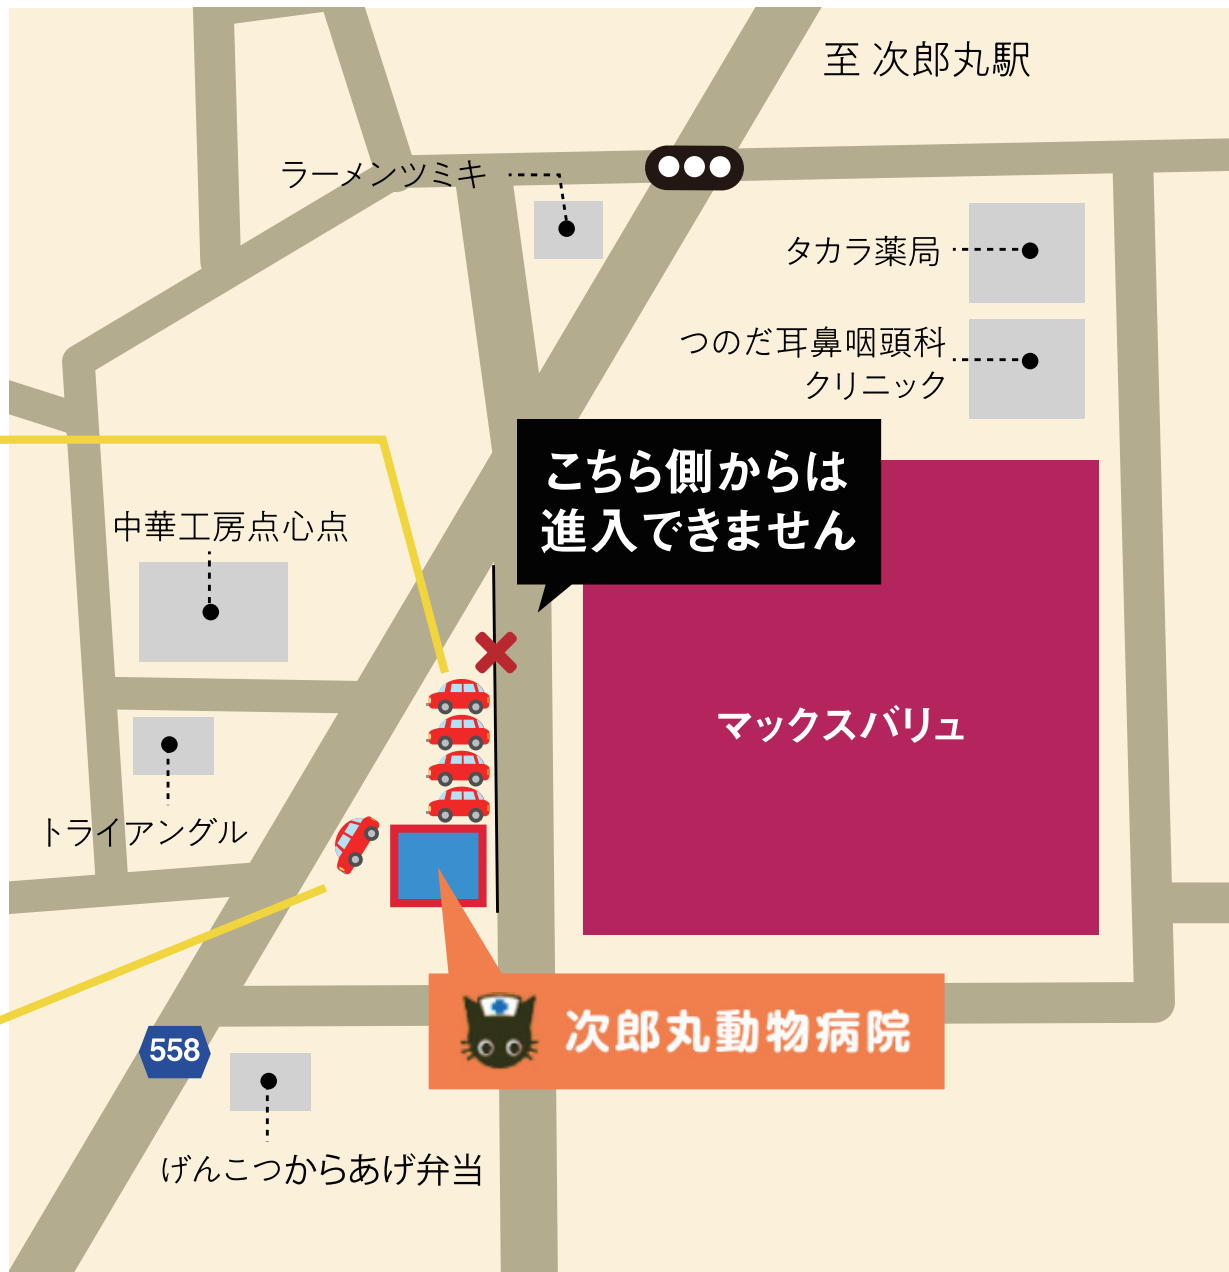 至 次郎丸駅
ラーメンツミキ
タカラ薬局
つのだ耳鼻咽頭科
クリニック
こちら側からは
進入できません
中華工房点心点
マックスバリュ
トライアングル
次郎丸動物病院
558
げんこつからあげ弁当